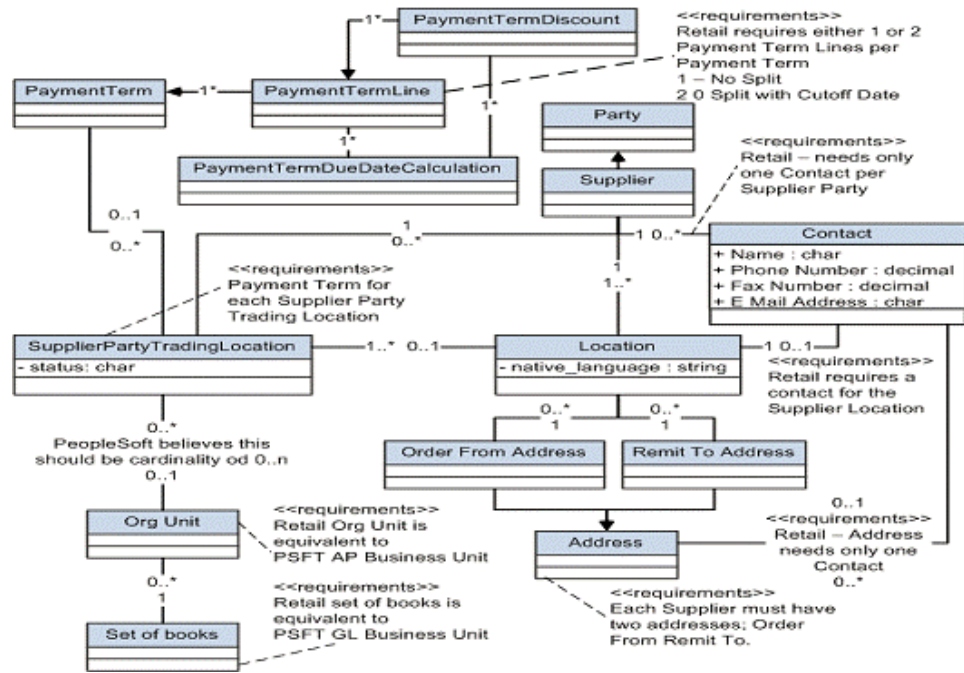 PaymentTermDiscount
1*
<<requirements>>
Retail requires either 1 or 2
Payment Term Lines per
Payment Term
1 – No Split
2 0 Split with Cutoff Date
PaymentTerm
1*
PaymentTermLine
1*
1*
PaymentTermDueDateCalculation
Party
Supplier
<<requirements>>
Retail – needs only
one Contact per
Supplier Party
0..1
0..*
1
0..*
1 0..*
Contact
+ Name : char
+ Phone Number : decimal
+ Fax Number : decimal
+ E Mail Address : char
<<requirements>>
Payment Term for
each Supplier Party
Trading Location
1
1..*
SupplierPartyTradingLocation
- status: char
1..* 0..1
Location
- native_language : string
1 0..1
<<requirements>>
Retail requires a
contact for the
Supplier Location
0..*
PeopleSoft believes this
should be cardinality od 0..n
0..1
0..*
1
0..*
1
Order From Address
Remit To Address
Org Unit
<<requirements>>
Retail Org Unit is
equivalent to
PSFT AP Business Unit
Address
0..1
<<requirements>>
Retail – Address
needs only one
Contact
0..*
0..*
1
<<requirements>>
Retail set of books is
equivalent to
PSFT GL Business Unit
<<requirements>>
Each Supplier must have
two addresses; Order
From Remit To.
Set of books